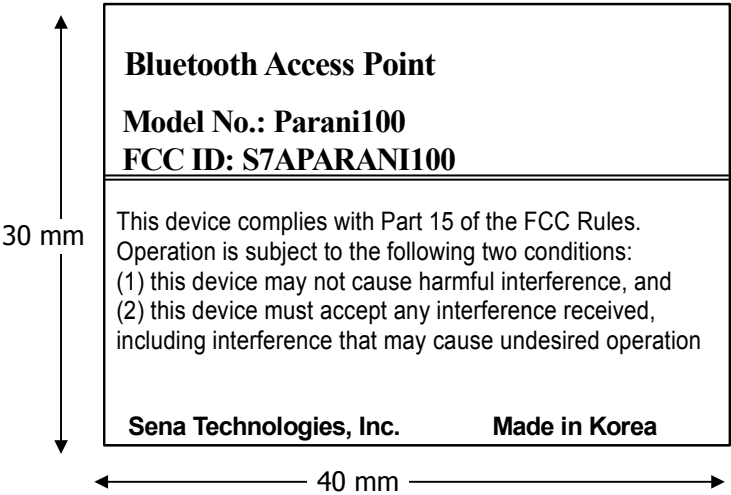 Bluetooth Access Point
Model No.: Parani100
FCC ID: S7APARANI100
30 mm
This device complies with Part 15 of the FCC Rules.
Operation is subject to the following two conditions:
(1) this device may not cause harmful interference, and
(2) this device must accept any interference received,
including interference that may cause undesired operation
Sena Technologies, Inc. Made in Korea
40 mm